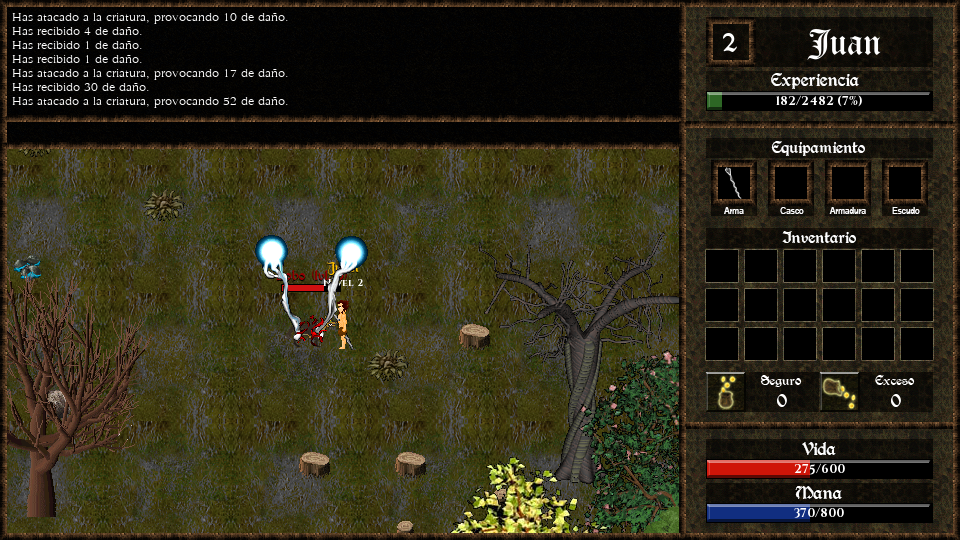 Has atacado a la criatura, provocando 10 de daño.
Has recibido 4 de daño.
Has recibido 1 de daño.
Has recibido 1 de daño.
Has atacado a la criatura, provocando 17 de daño.
Has recibido 30 de daño.
Has atacado a la criatura, provocando 52 de daño.
2
Juan
Experiencia
182/2482 (7%)
Equipamiento
Arma
Casco
Armadura
Escudo
Inventario
Seguro
0
Exceso
0
Vida
275/600
Mana
370/800